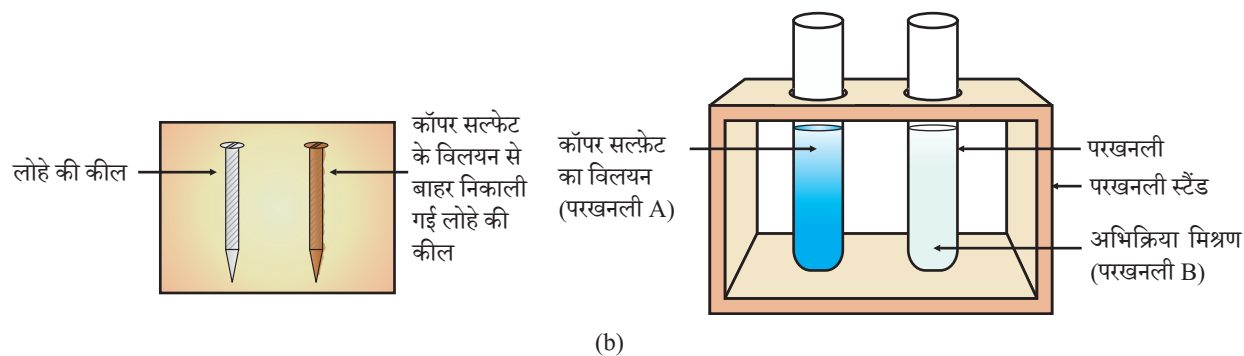 लोहे की कील
कॉपर सल्फेट
के विलयन से
बाहर निकाली
गई लोहे की
कील
कॉपर सल्फ़ेट
का विलयन
(परखनली A)
परखनली
परखनली स्टैंड
अभिक्रिया मिश्रण
(परखनली B)
(b)